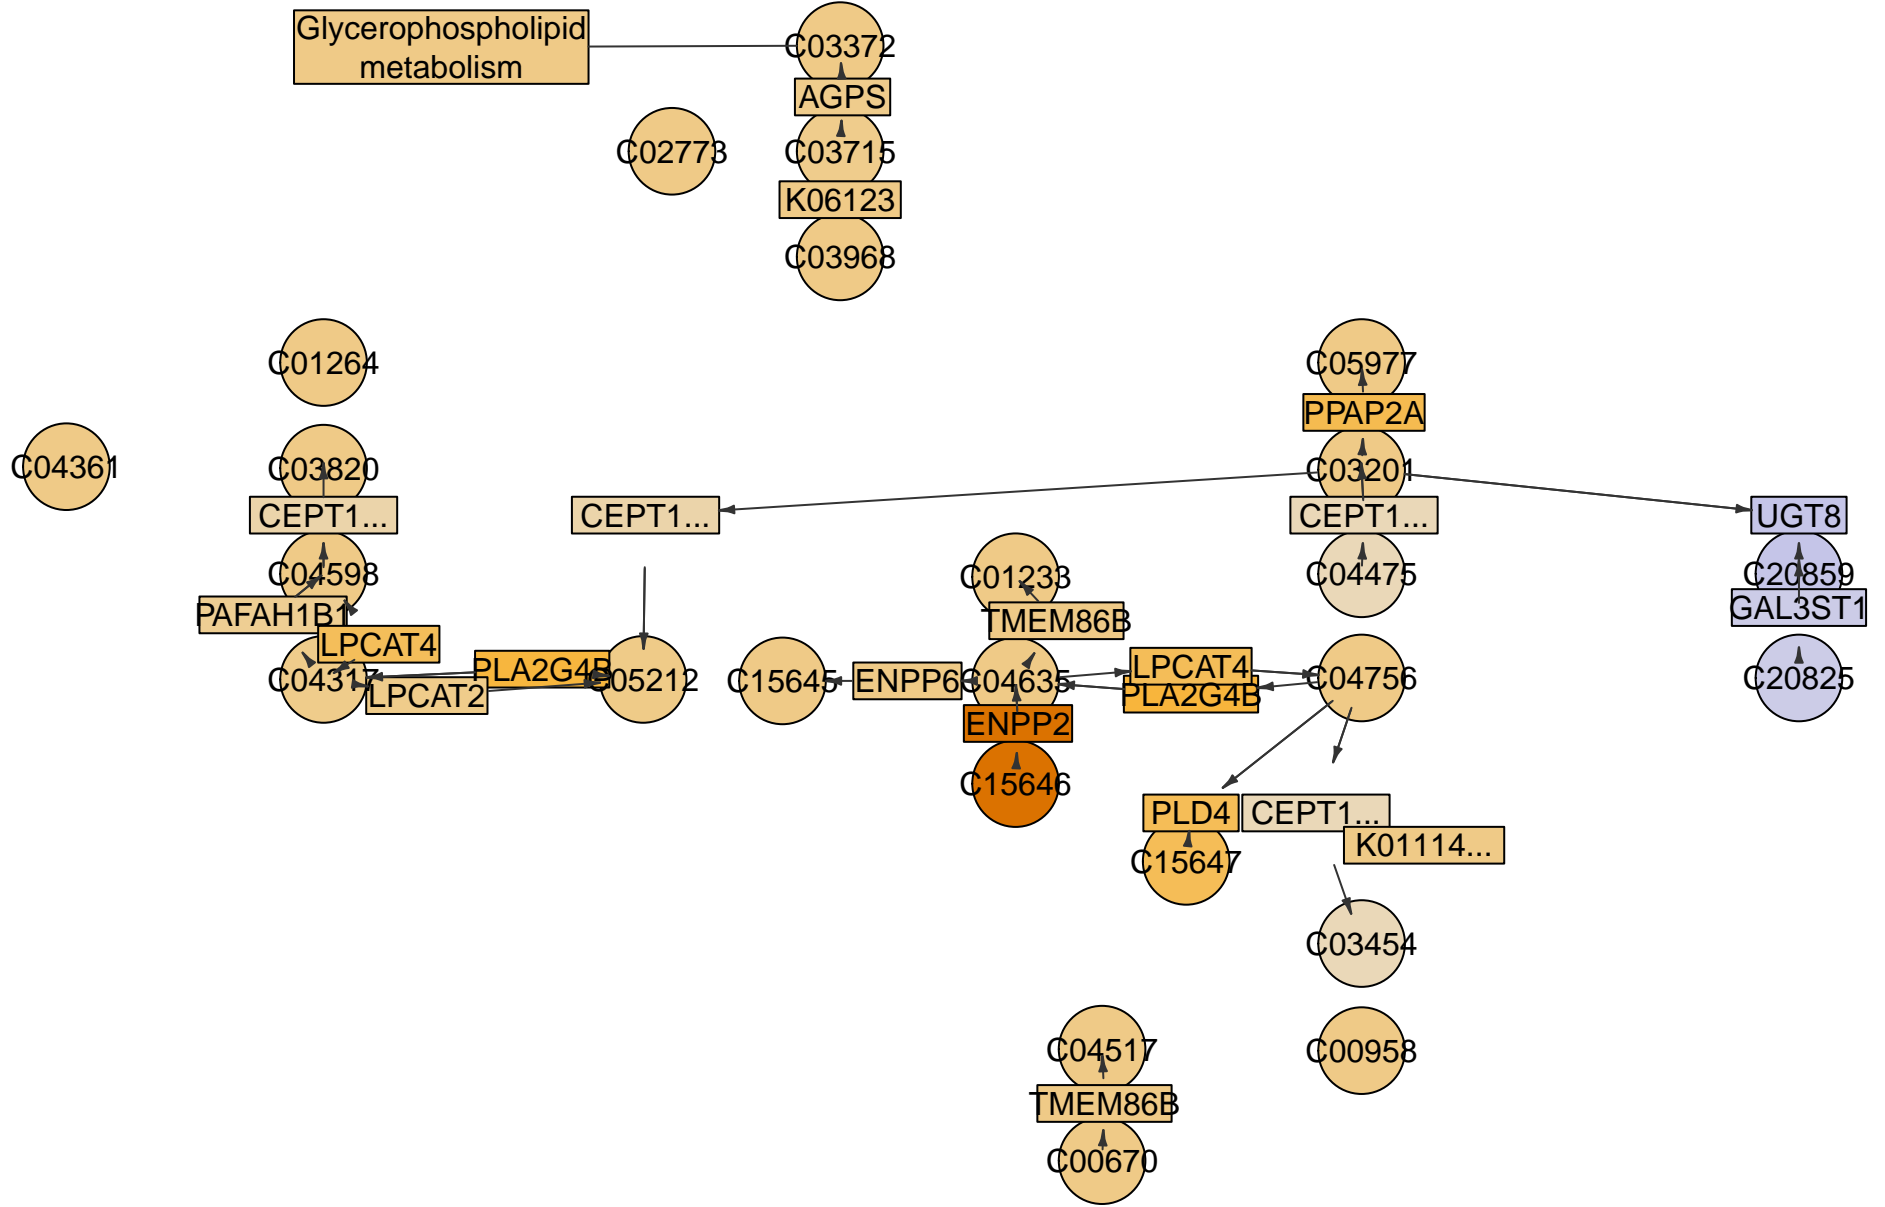 Glycerophospholipid
metabolism
C03372
AGPS
C02773
C03715
K06123
C03968
C01264
C05977
PPAP2A
C04361
C03820
C03201
CEPT1...
CEPT1...
CEPT1...
UGT8
C04598
C01233
C04475
C20859
PAFAH1B1
TMEM86B
GAL3ST1
LPCAT4
PLA2G4B
LPCAT4
C04317
LPCAT2
C05212
C15645
ENPP6
C04635
PLA2G4B
C04756
C20825
ENPP2
C15646
PLD4
CEPT1...
K01114...
C15647
C03454
C04517
C00958
TMEM86B
C00670